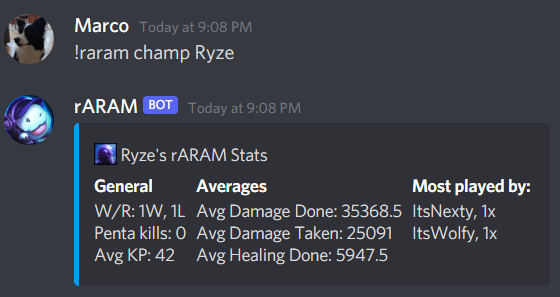 Marco Today at 9:08 PM
!raram champ Ryze
rARAM BOT Today at 9:08 PM
Ryze's rARAM Stats
General Averages Most played by:
W/R: 1W, 1L Avg Damage Done: 35368.5 ItsNexty, 1x
Penta kills: 0 Avg Damage Taken: 25091 ItsWolfy, 1x
Avg KP: 42 Avg Healing Done: 5947.5